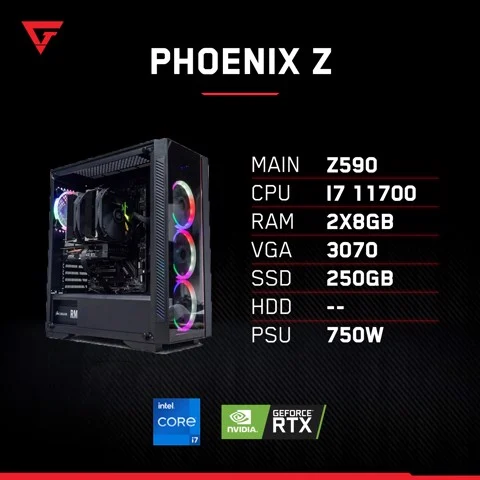 PHOENIX Z
MAIN Z590
CPU I7 11700
RAM 2X8GB
VGA 3070
SSD 250GB
HDD --
PSU 750W
RM
intel
CORE
i7
NVIDIA.
GEFORCE
RTX